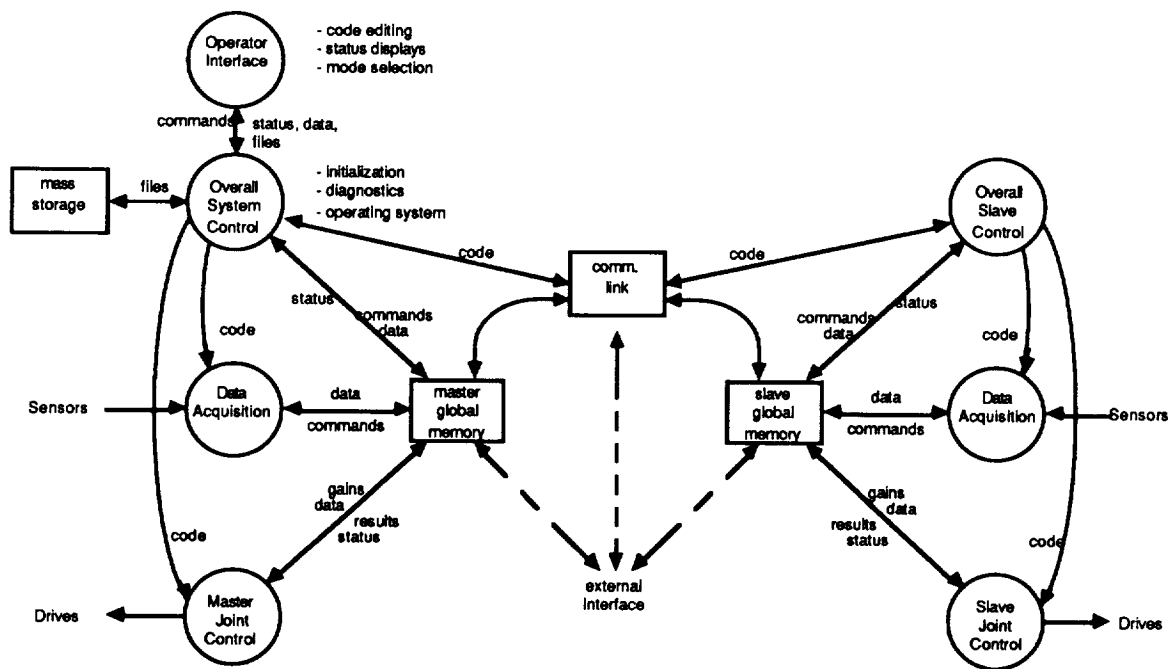 Operator
Interface
- code editing
- status displays
- mode selection
commands
status, data,
files
mass
storage
files
Overall
System
Control
- initialization
- diagnostics
- operating system
Overall
Slave
Control
code
comm.
link
code
status
commands
data
status
commands
data
code
code
Sensors
Data
Acquisition
data
commands
master
global
memory
slave
global
memory
data
commands
Data
Acquisition
Sensors
gains
data
results
status
gains
data
results
status
code
code
external
Interface
Drives
Master
Joint
Control
Slave
Joint
Control
Drives